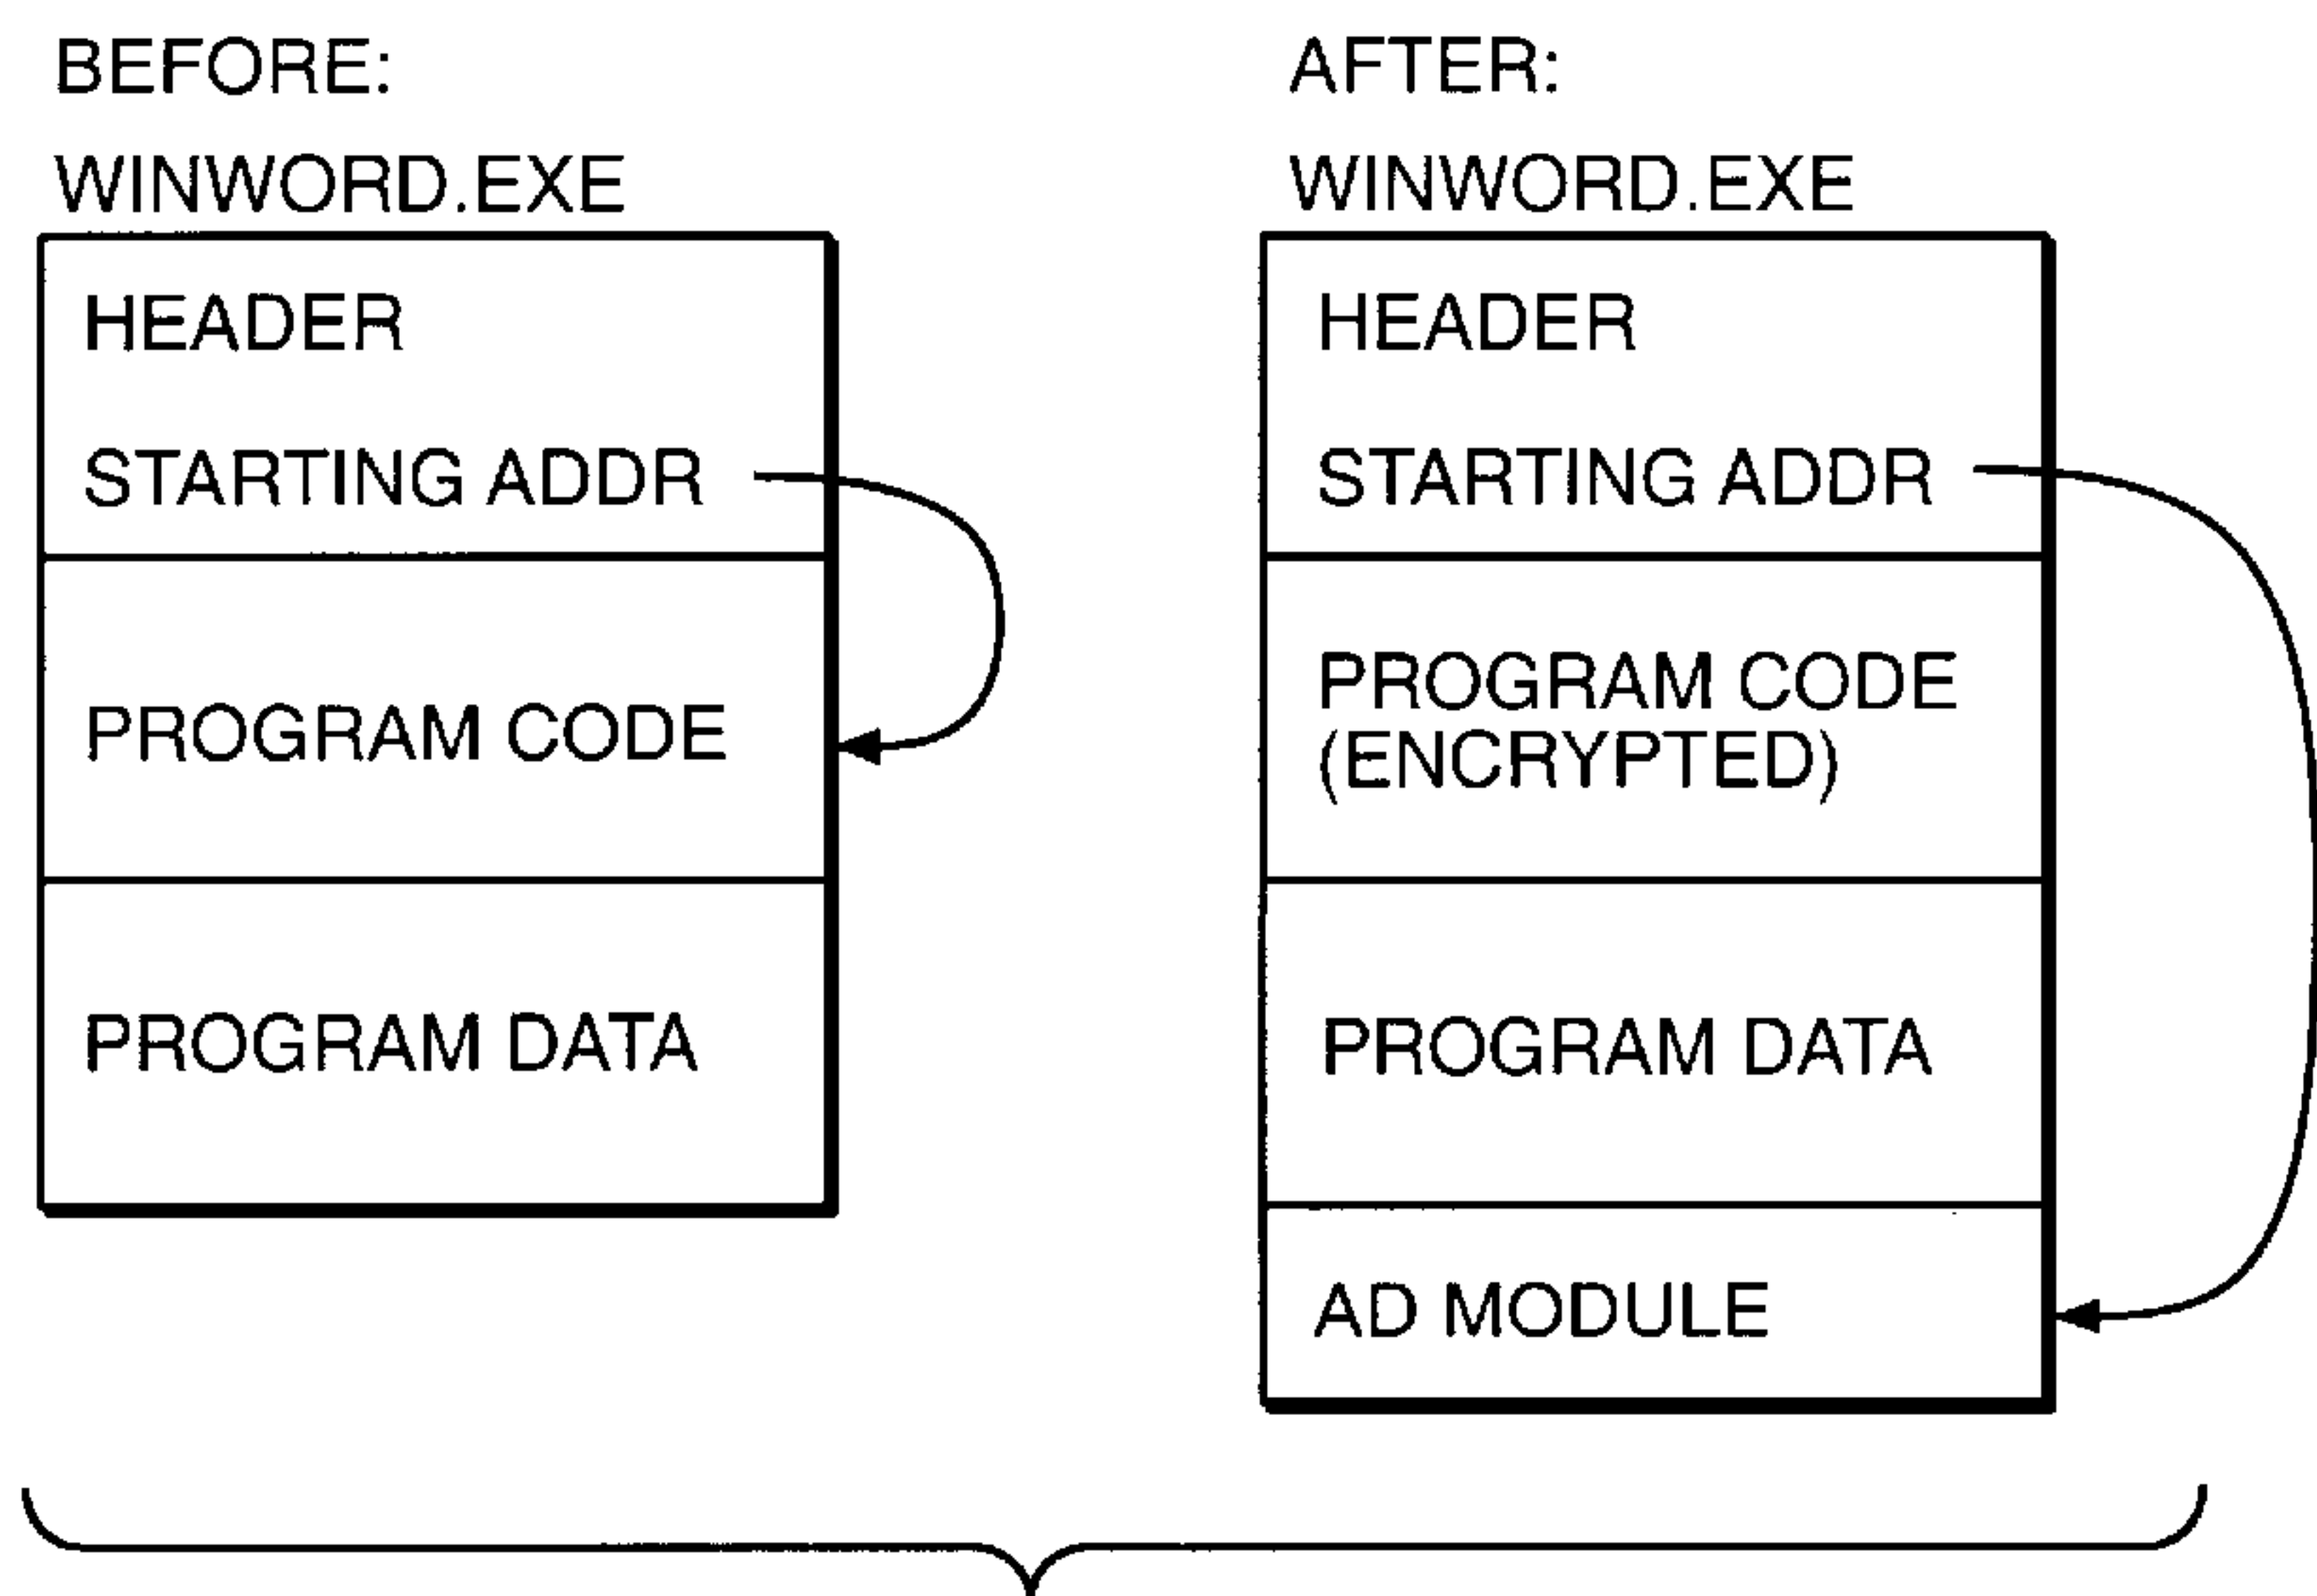 BEFORE:
WINWORD.EXE
HEADER
STARTING ADDR
PROGRAM CODE
PROGRAM DATA
AFTER:
WINWORD.EXE
HEADER
STARTING ADDR
PROGRAM CODE
(ENCRYPTED)
PROGRAM DATA
AD MODULE